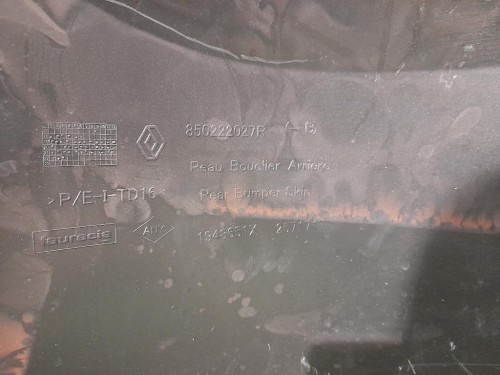 850222027R
Peau Bouclier Arrière
Rear Bumper Skin
>P/E-I-TD16<
faurecia